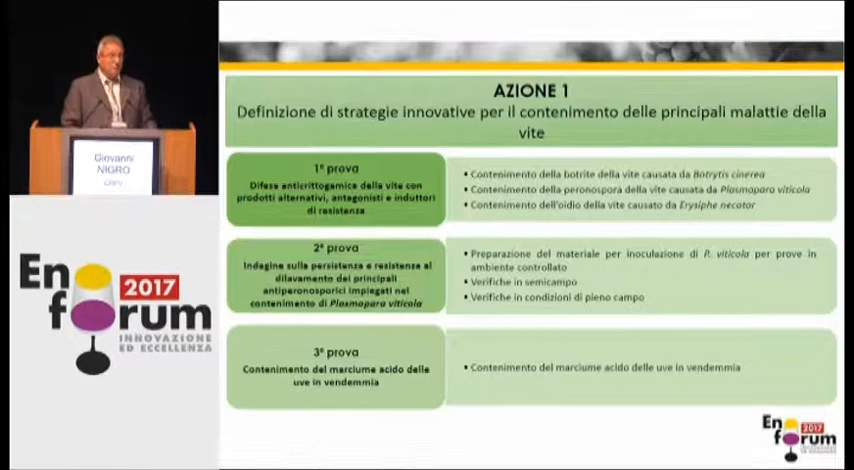 Giovanni
NIGRO
CRPV
En
2017
forum
INNOVAZIONE
ED ECCELLENZA
AZIONE 1
Definizione di strategie innovative per il contenimento delle principali malattie della
vite
1ª prova
Difesa anticrittogamica della vite con
prodotti alternativi, antagonisti e induttori
di resistenza
▪ Contenimento della botrite della vite causata da Botrytis cinerea
▪ Contenimento della peronospora della vite causata da Plasmopara viticola
▪ Contenimento dell'oidio della vite causato da Erysiphe necator
2ª prova
Indagine sulla persistenza e resistenza al
dilavamento dei principali
antiperonosporici impiegati nel
contenimento di Plasmopara viticola
▪ Preparazione del materiale per inoculazione di P. viticola per prove in
ambiente controllato
▪ Verifiche in semicampo
▪ Verifiche in condizioni di pieno campo
3ª prova
Contenimento del marciume acido delle
uve in vendemmia
▪ Contenimento del marciume acido delle uve in vendemmia
En
2017
forum